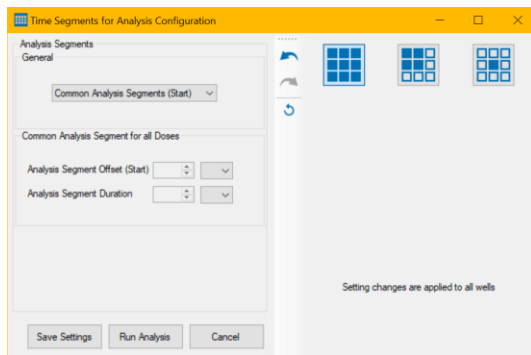 Time Segments for Analysis Configuration
Analysis Segments
General
Common Analysis Segments (Start)
Common Analysis Segment for all Doses
Analysis Segment Offset (Start)
Analysis Segment Duration
Setting changes are applied to all wells
Save Settings
Run Analysis
Cancel